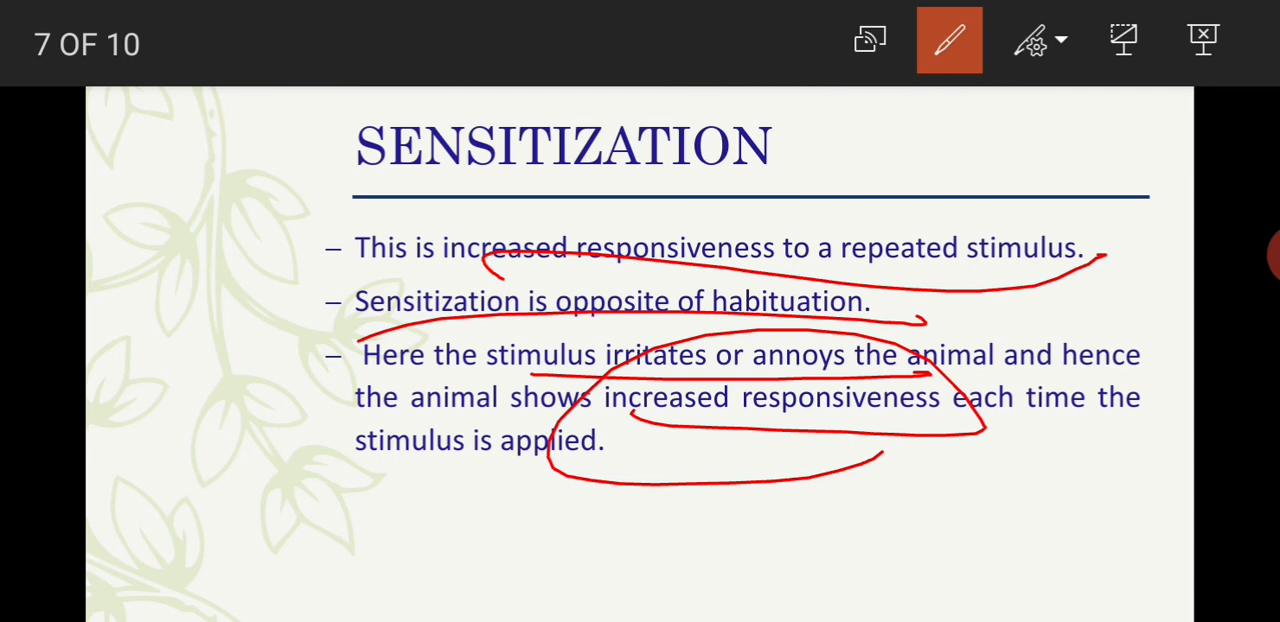 7 OF 10
SENSITIZATION
– This is increased responsiveness to a repeated stimulus.
– Sensitization is opposite of habituation.
– Here the stimulus irritates or annoys the animal and hence
the animal shows increased responsiveness each time the
stimulus is applied.